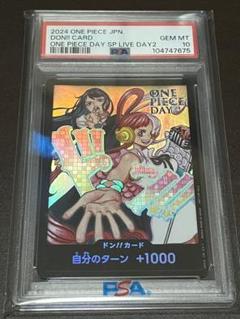 2024 ONE PIECE JPN.
DON!! CARD
GEM MT
ONE PIECE DAY SP LIVE DAY2
10
PSA
104747675
ONE PIECE
DAY
ドン!!カード
自分のターン +1000
PSA